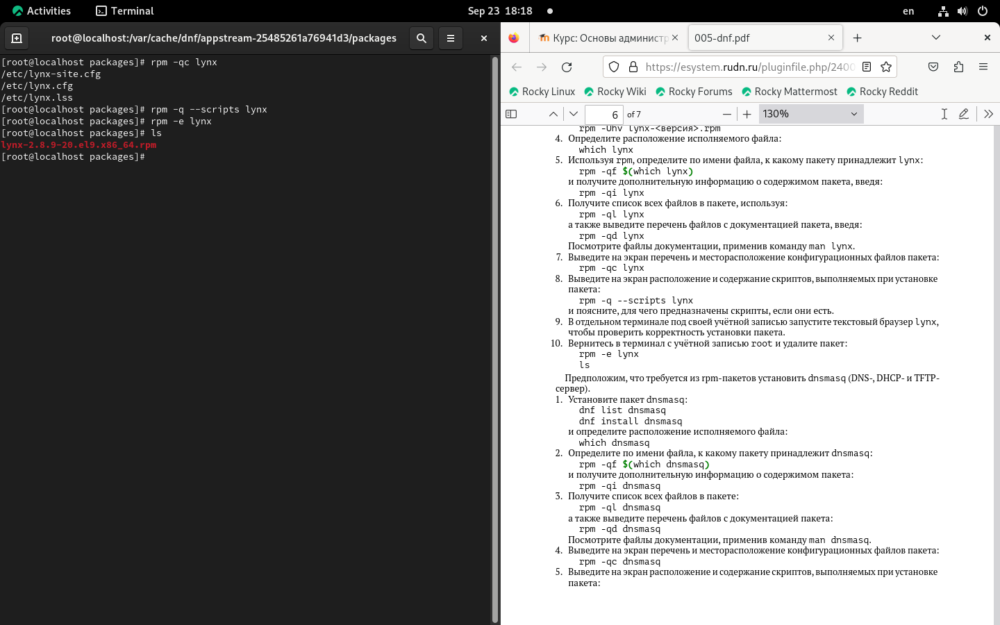 Activities
Terminal
Sep 23 18:18
en
root@localhost:/var/cache/dnf/appstream-25485261a76941d3/packages
[root@localhost packages]# rpm -qc lynx
/etc/lynx-site.cfg
/etc/lynx.cfg
/etc/lynx.lss
[root@localhost packages]# rpm -q --scripts lynx
[root@localhost packages]# rpm -e lynx
[root@localhost packages]# ls
lynx-2.8.9-20.el9.x86_64.rpm
[root@localhost packages]#
Курс: Основы администр
005-dnf.pdf
https://esystem.rudn.ru/pluginfile.php/2400
Rocky Linux
Rocky Wiki
Rocky Forums
Rocky Mattermost
Rocky Reddit
6
of 7
130%
rpm -Uhv lynx-<версия>.rpm
4. Определите расположение исполняемого файла:
which lynx
5. Используя rpm, определите по имени файла, к какому пакету принадлежит lynx:
rpm -qf $(which lynx)
и получите дополнительную информацию о содержимом пакета, введя:
rpm -qi lynx
6. Получите список всех файлов в пакете, используя:
rpm -ql lynx
а также выведите перечень файлов с документацией пакета, введя:
rpm -qd lynx
Посмотрите файлы документации, применив команду man lynx.
7. Выведите на экран перечень и месторасположение конфигурационных файлов пакета:
rpm -qc lynx
8. Выведите на экран расположение и содержание скриптов, выполняемых при установке
пакета:
rpm -q --scripts lynx
и поясните, для чего предназначены скрипты, если они есть.
9. В отдельном терминале под своей учётной записью запустите текстовый браузер lynx,
чтобы проверить корректность установки пакета.
10. Вернитесь в терминал с учётной записью root и удалите пакет:
rpm -e lynx
ls
Предположим, что требуется из rpm-пакетов установить dnsmasq (DNS-, DHCP- и TFTP-
сервер).
1. Установите пакет dnsmasq:
dnf list dnsmasq
dnf install dnsmasq
и определите расположение исполняемого файла:
which dnsmasq
2. Определите по имени файла, к какому пакету принадлежит dnsmasq:
rpm -qf $(which dnsmasq)
и получите дополнительную информацию о содержимом пакета:
rpm -qi dnsmasq
3. Получите список всех файлов в пакете:
rpm -ql dnsmasq
а также выведите перечень файлов с документацией пакета:
rpm -qd dnsmasq
Посмотрите файлы документации, применив команду man dnsmasq.
4. Выведите на экран перечень и месторасположение конфигурационных файлов пакета:
rpm -qc dnsmasq
5. Выведите на экран расположение и содержание скриптов, выполняемых при установке
пакета: